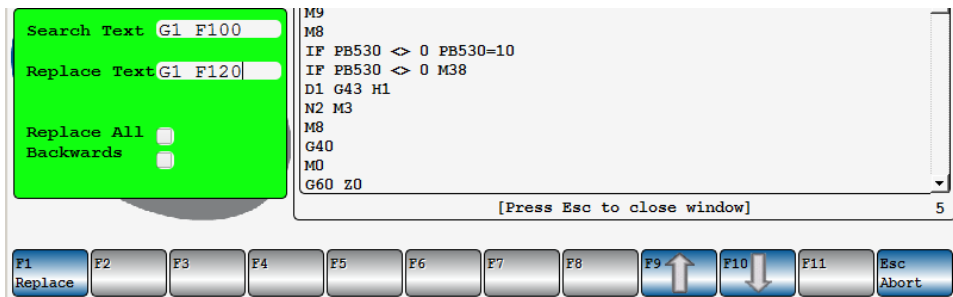 Search Text G1 F100
Replace Text G1 F120
Replace All
Backwards
M9
M8
IF PB530 <> 0 PB530=10
IF PB530 <> 0 M38
D1 G43 H1
N2 M3
M8
G40
M0
G60 Z0
[Press Esc to close window] 5
F1 F2 F3 F4 F5 F6 F7 F8 F9 F10 F11 Esc
Replace Abort